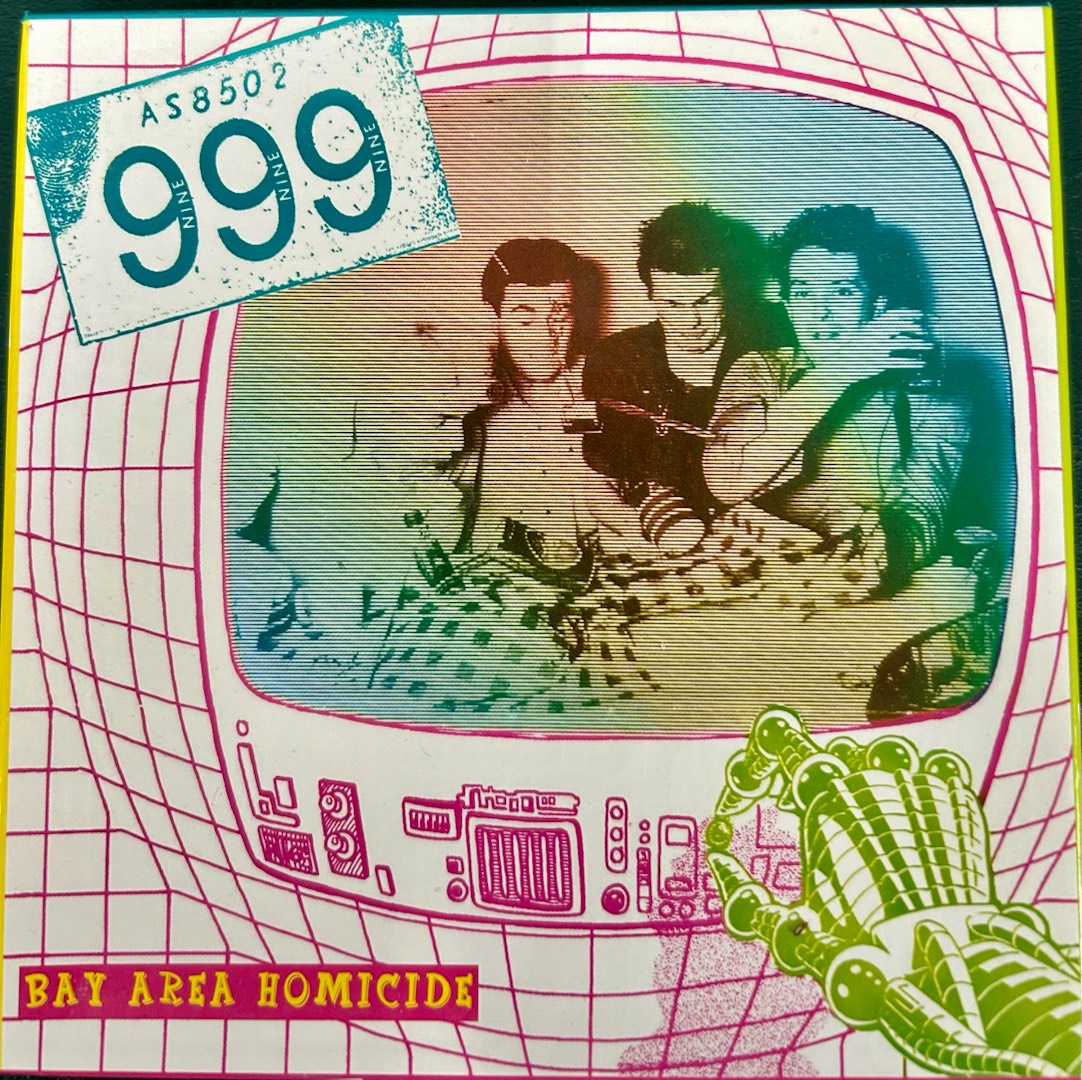 AS8502
999
NINE NINE NINE
BAY AREA HOMICIDE